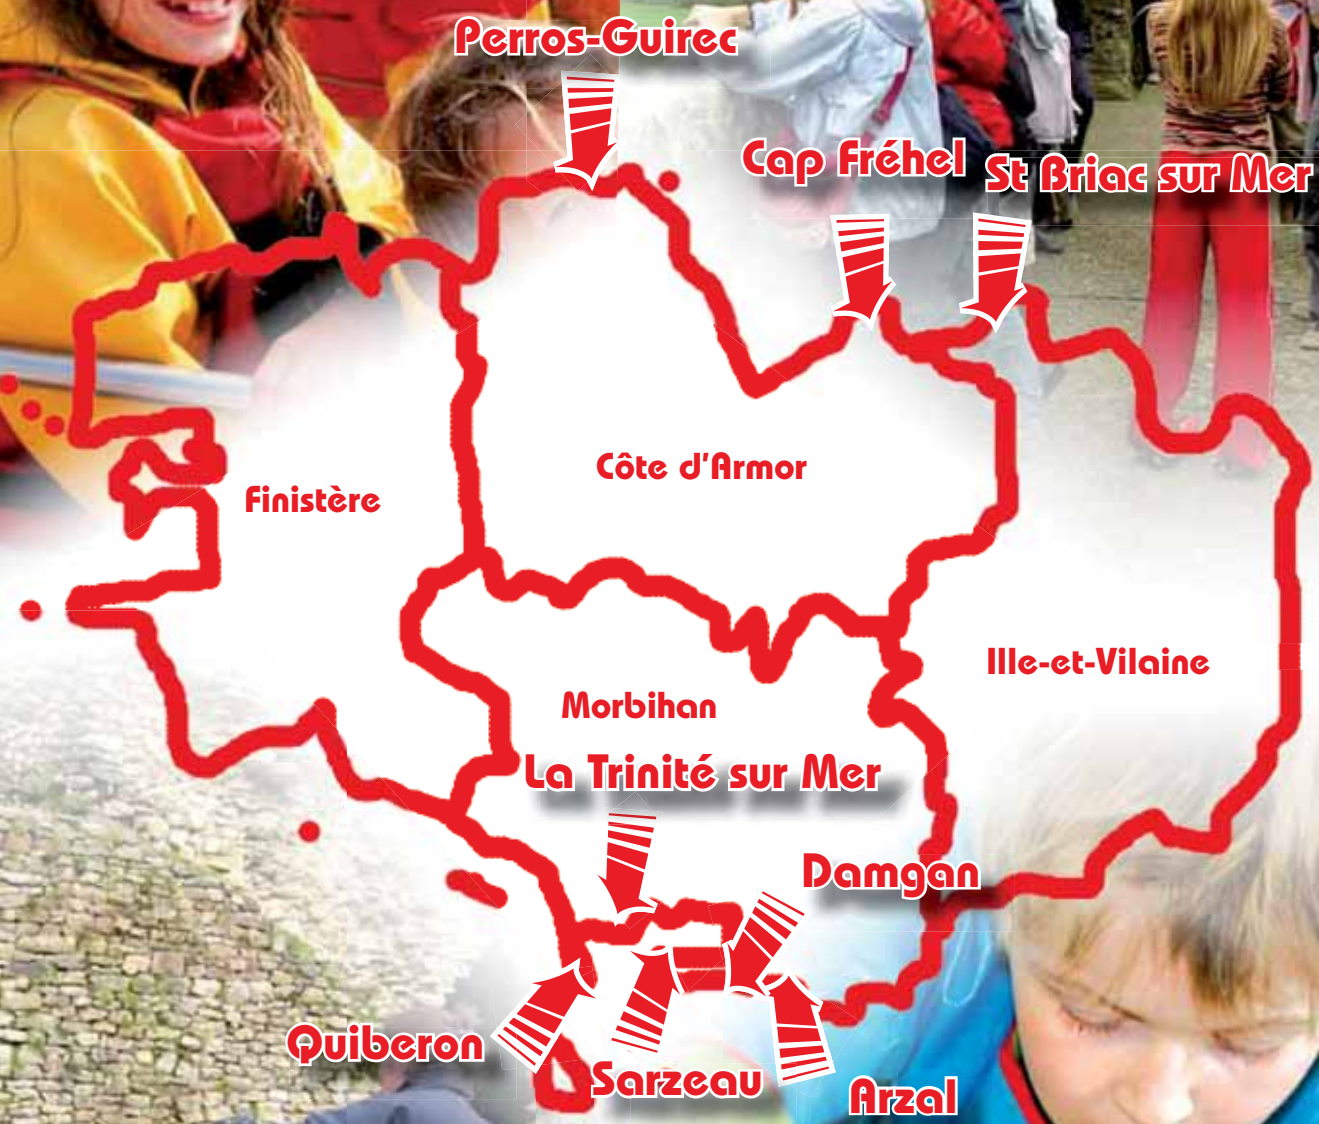 Perros-Guirec
Cap Fréhel
St Briac sur Mer
Côte d'Armor
Finistère
Ille-et-Vilaine
Morbihan
La Trinité sur Mer
Damgan
Quiberon
Sarzeau
Arzal